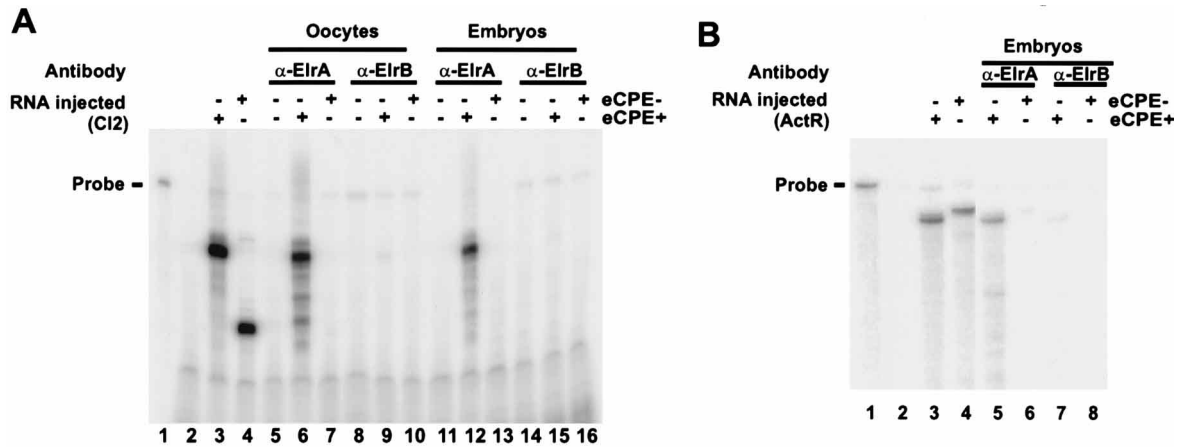 A
Oocytes Embryos
Antibody α-ElrA α-ElrB α-ElrA α-ElrB
RNA injected - + - - + - - + - - + - - + eCPE-
(Cl2) + - - + - - + - - + - - + - eCPE+
Probe
1 2 3 4 5 6 7 8 9 10 11 12 13 14 15 16
B
Embryos
Antibody α-ElrA α-ElrB
RNA injected - + - + - + eCPE-
(ActR) + - + - + - eCPE+
Probe
1 2 3 4 5 6 7 8